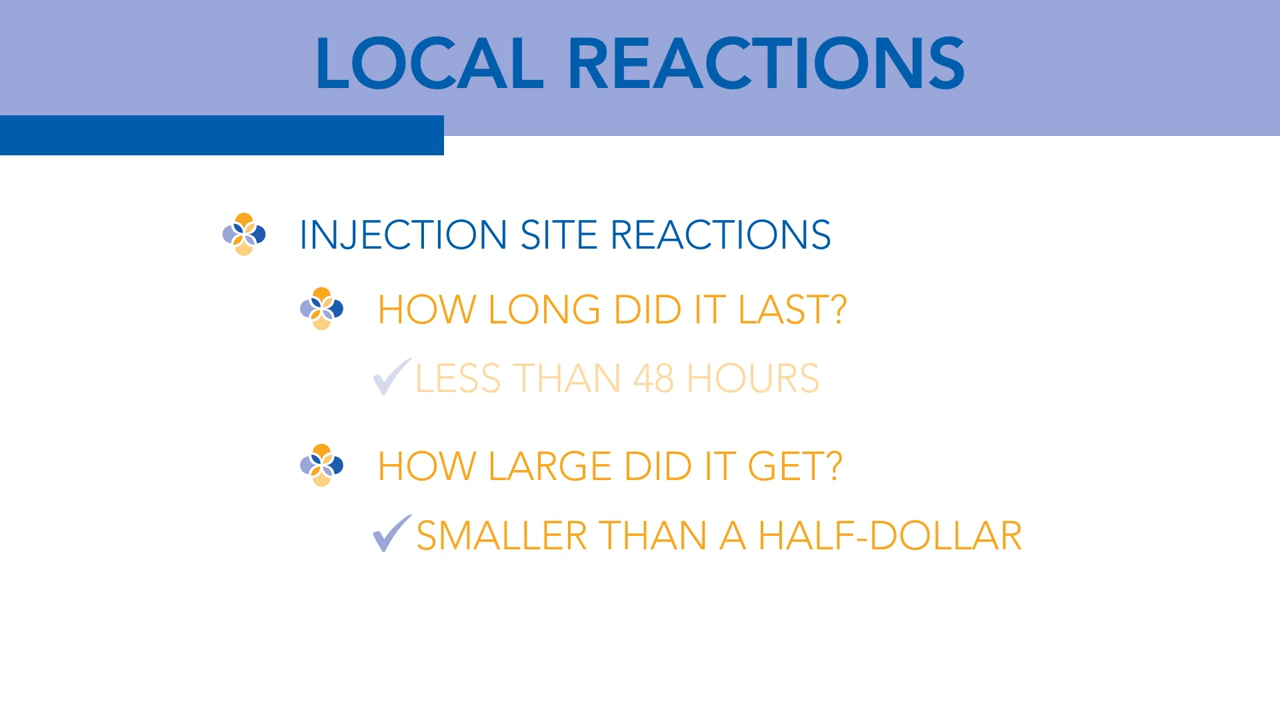 LOCAL REACTIONS
INJECTION SITE REACTIONS
HOW LONG DID IT LAST?
LESS THAN 48 HOURS
HOW LARGE DID IT GET?
SMALLER THAN A HALF-DOLLAR